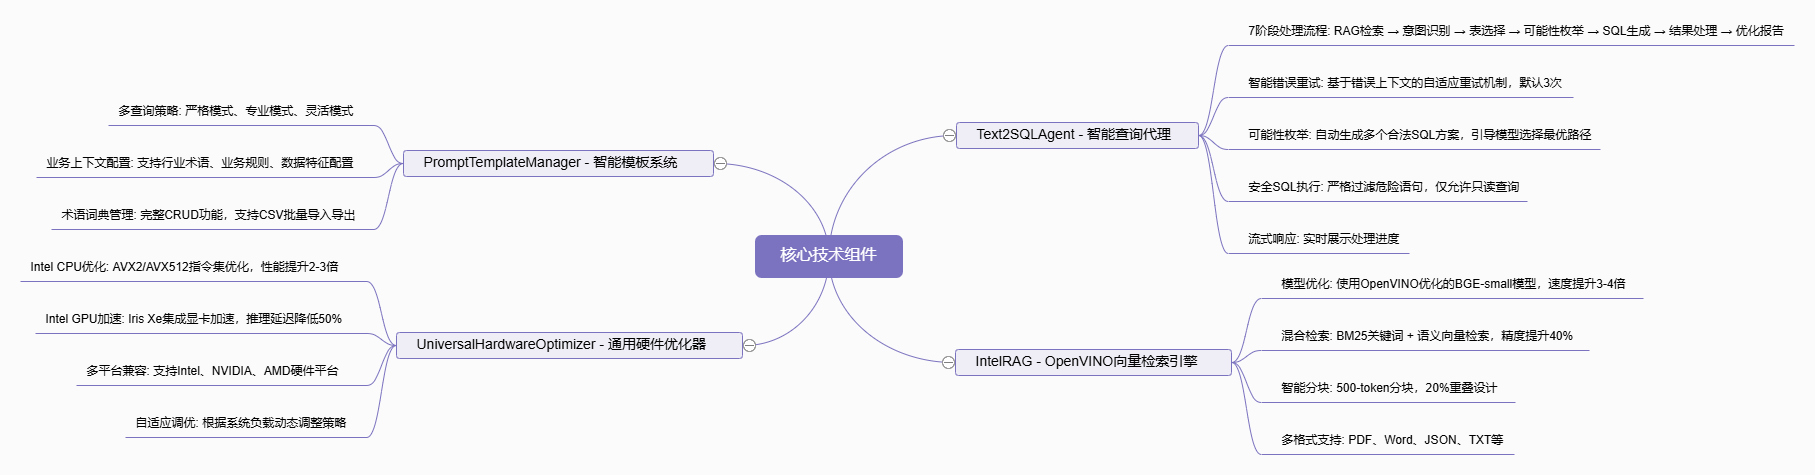 核心技术组件
Text2SQLAgent - 智能查询代理
7阶段处理流程: RAG检索 → 意图识别 → 表选择 → 可能性枚举 → SQL生成 → 结果处理 → 优化报告
智能错误重试: 基于错误上下文的自适应重试机制，默认3次
可能性枚举: 自动生成多个合法SQL方案，引导模型选择最优路径
安全SQL执行: 严格过滤危险语句，仅允许只读查询
流式响应: 实时展示处理进度
IntelRAG - OpenVINO向量检索引擎
模型优化: 使用OpenVINO优化的BGE-small模型，速度提升3-4倍
混合检索: BM25关键词 + 语义向量检索，精度提升40%
智能分块: 500-token分块，20%重叠设计
多格式支持: PDF、Word、JSON、TXT等
PromptTemplateManager - 智能模板系统
多查询策略: 严格模式、专业模式、灵活模式
业务上下文配置: 支持行业术语、业务规则、数据特征配置
术语词典管理: 完整CRUD功能，支持CSV批量导入导出
UniversalHardwareOptimizer - 通用硬件优化器
Intel CPU优化: AVX2/AVX512指令集优化，性能提升2-3倍
Intel GPU加速: Iris Xe集成显卡加速，推理延迟降低50%
多平台兼容: 支持Intel、NVIDIA、AMD硬件平台
自适应调优: 根据系统负载动态调整策略